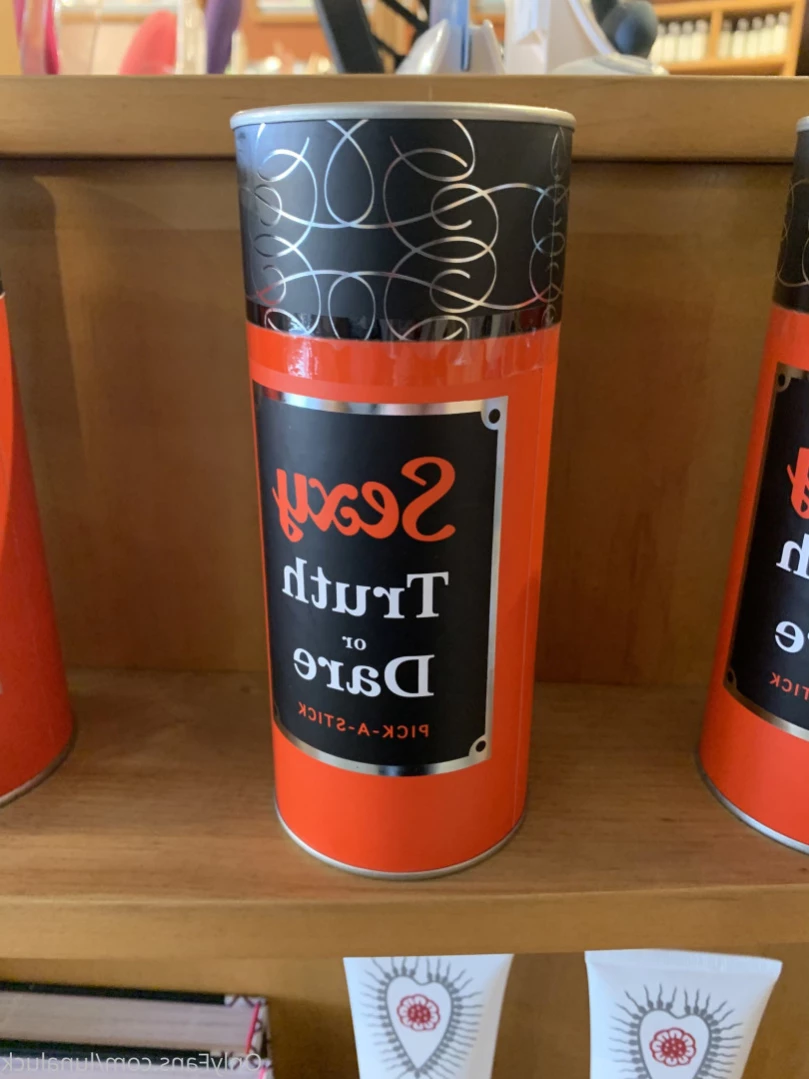 Sexy
Truth
or
Dare
PICK-A-STICK
OnlyFans.com/lunaluck